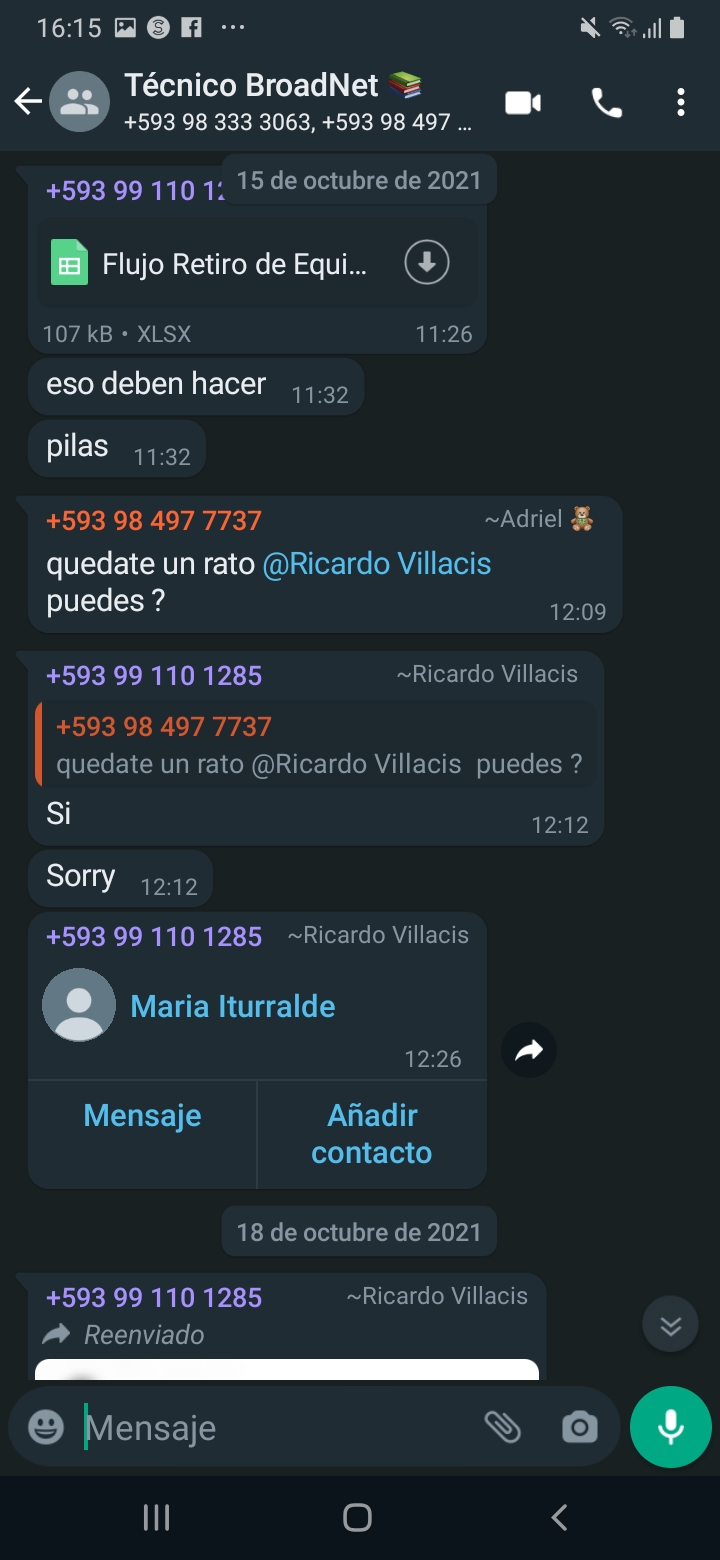 16:15
Técnico BroadNet
+593 98 333 3063, +593 98 497 ...
15 de octubre de 2021
+593 99 110 12
Flujo Retiro de Equi...
107 kB • XLSX 11:26
eso deben hacer 11:32
pilas 11:32
+593 98 497 7737 ~Adriel
quedate un rato @Ricardo Villacis
puedes ?
12:09
+593 99 110 1285 ~Ricardo Villacis
+593 98 497 7737
quedate un rato @Ricardo Villacis puedes ?
Si 12:12
Sorry 12:12
+593 99 110 1285 ~Ricardo Villacis
Maria Iturralde
12:26
Mensaje
Añadir
contacto
18 de octubre de 2021
+593 99 110 1285 ~Ricardo Villacis
Reenviado
Mensaje